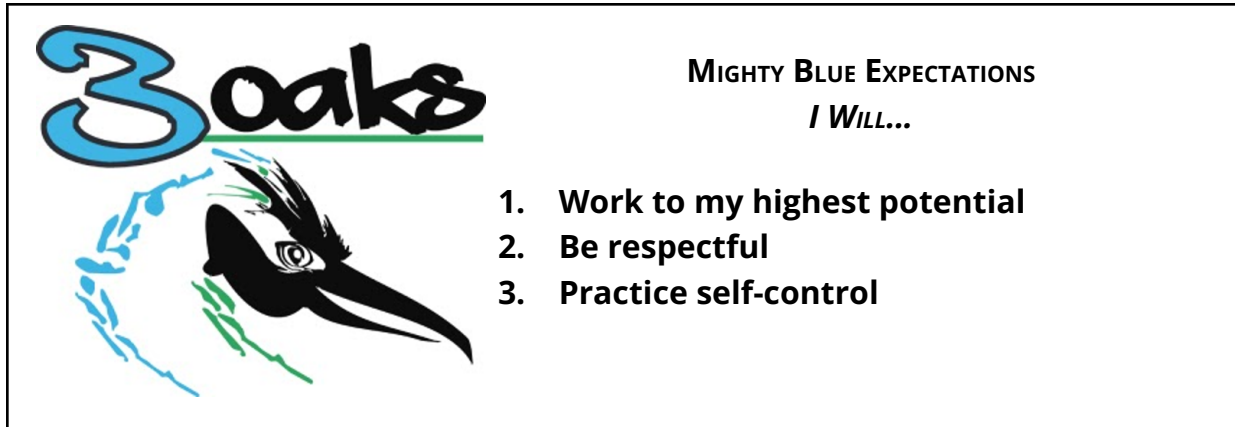 3oaks
MIGHTY BLUE EXPECTATIONS
I WILL...
1. Work to my highest potential
2. Be respectful
3. Practice self-control